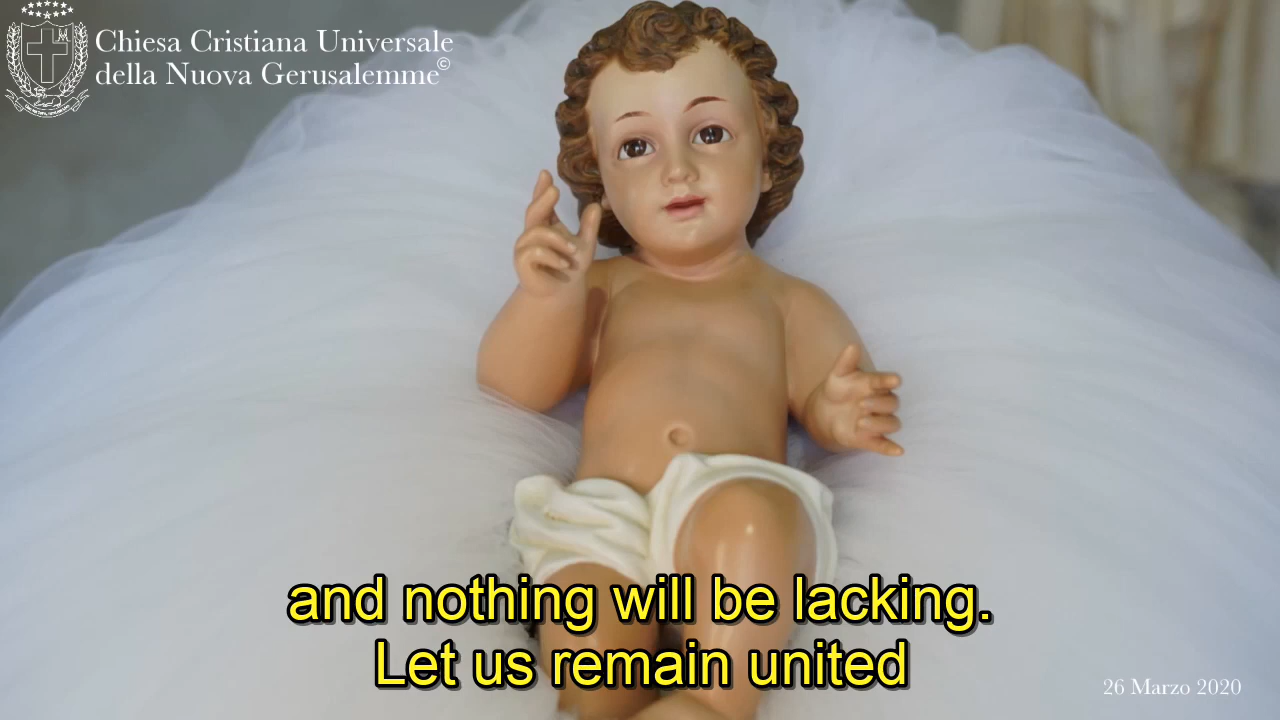 Chiesa Cristiana Universale
della Nuova Gerusalemme©
and nothing will be lacking.
Let us remain united
26 Marzo 2020